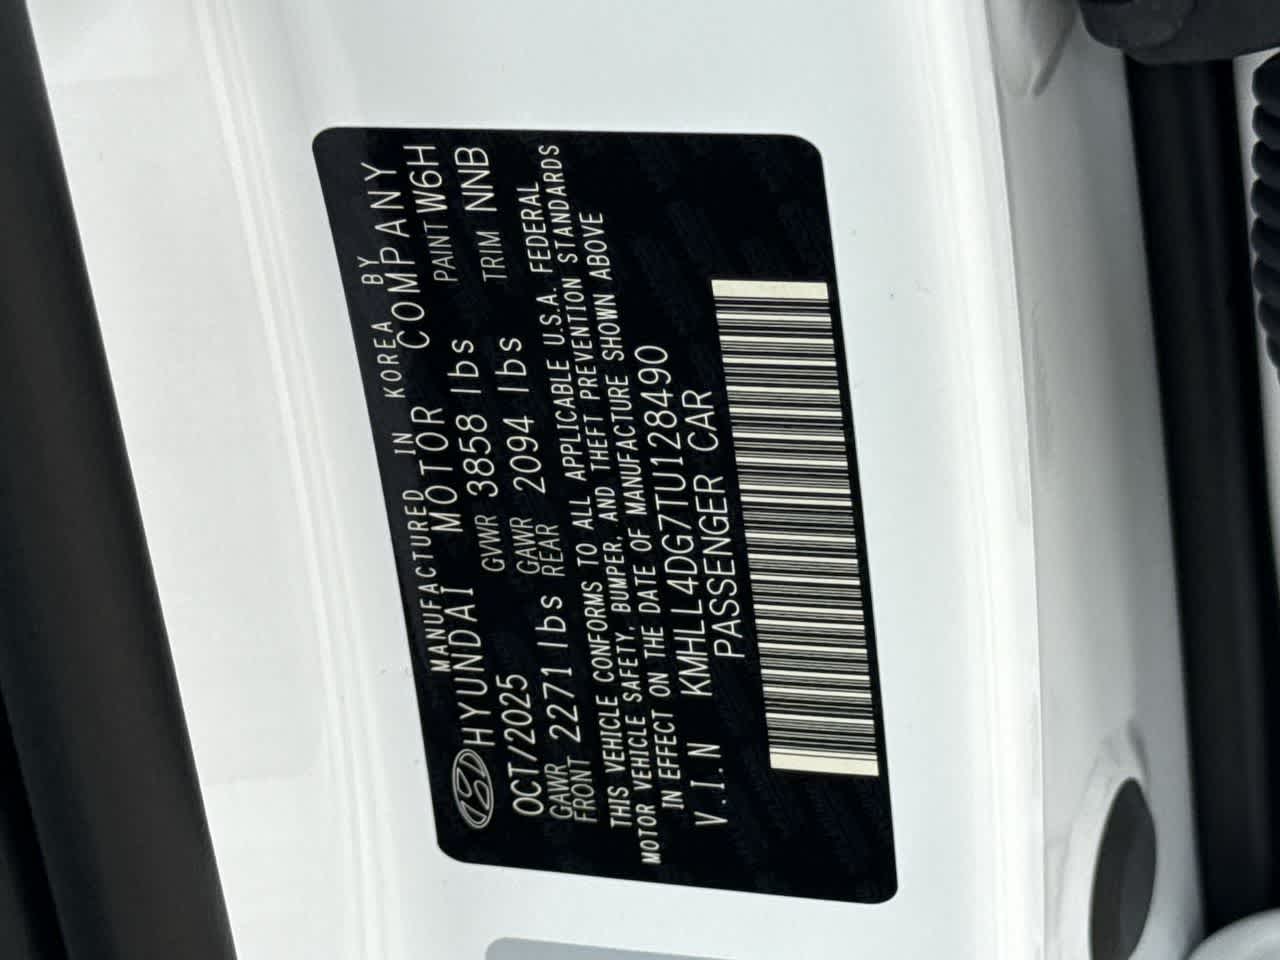 MANUFACTURED IN KOREA BY
HYUNDAI MOTOR COMPANY
OCT/2025 GVWR 3858 lbs PAINT W6H
GAWR FRONT 2271 lbs GAWR REAR 2094 lbs TRIM NNB
THIS VEHICLE CONFORMS TO ALL APPLICABLE U.S.A. FEDERAL
MOTOR VEHICLE SAFETY, BUMPER, AND THEFT PREVENTION STANDARDS
IN EFFECT ON THE DATE OF MANUFACTURE SHOWN ABOVE
V.I.N KMHLL4DG7TU128490
PASSENGER CAR